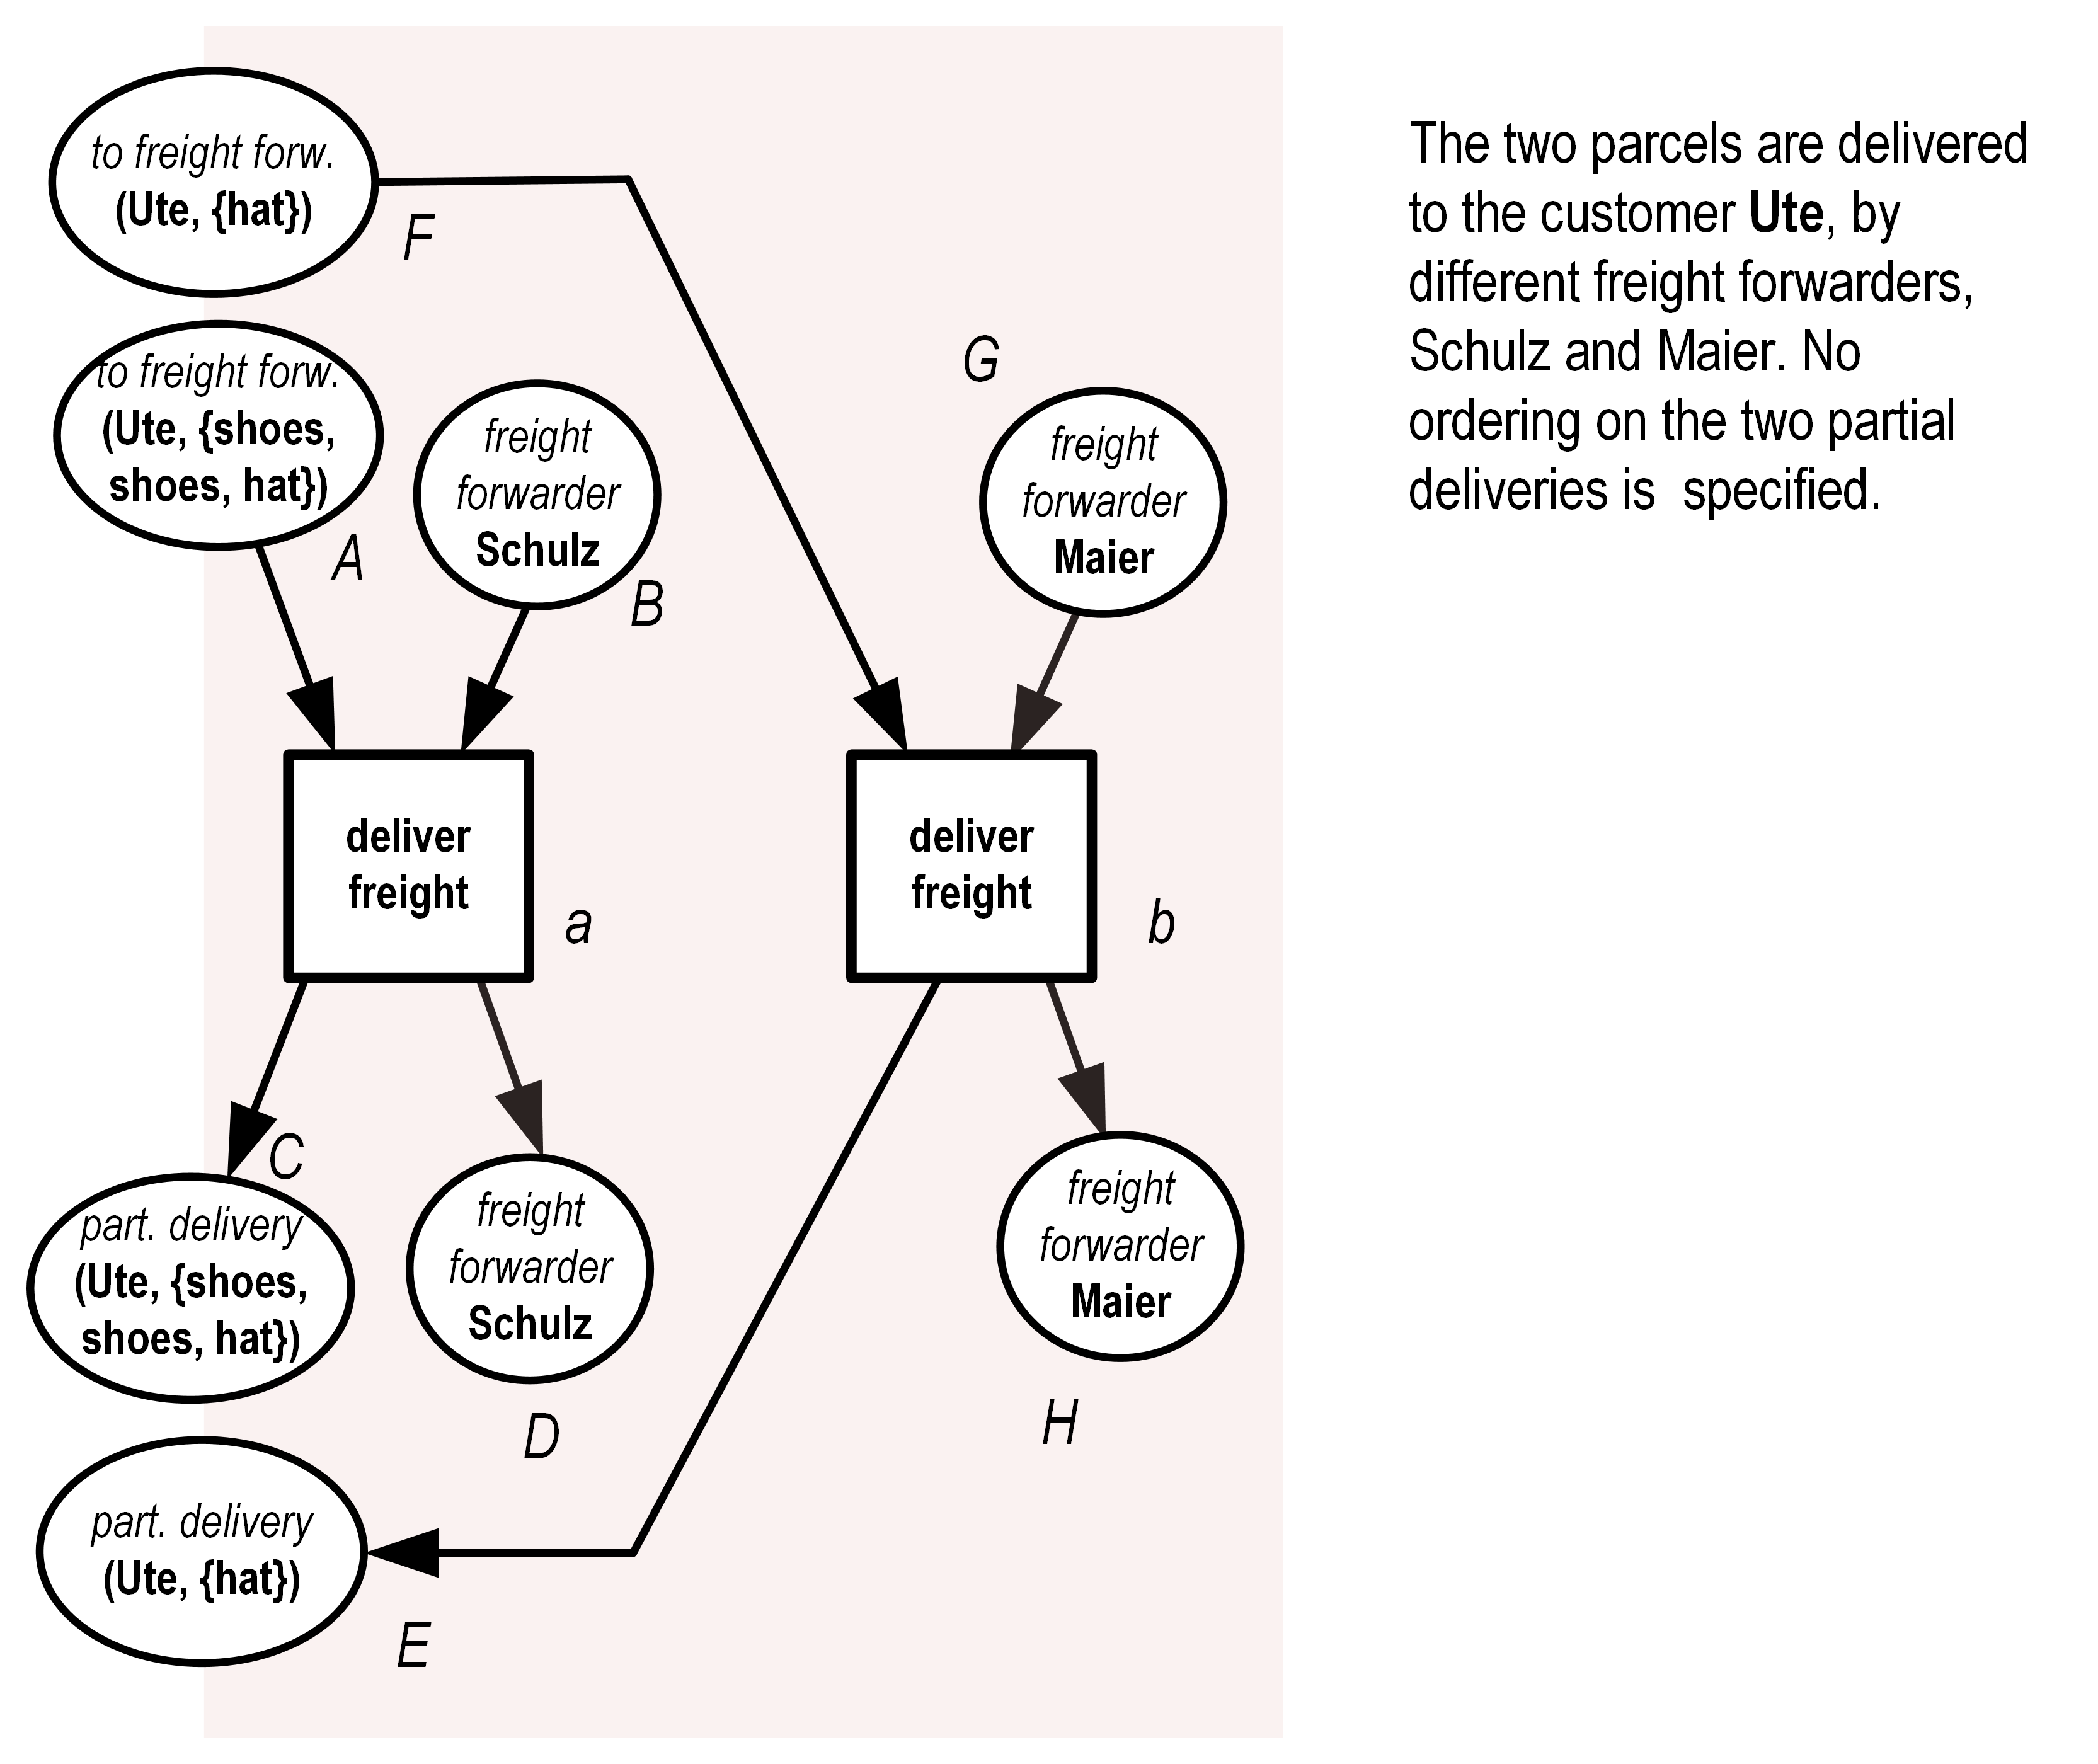 to freight forw.
(Ute, {hat})
F
to freight forw.
(Ute, {shoes,
shoes, hat})
A
freight
forwarder
Schulz
B
G
freight
forwarder
Maier
deliver
freight
a
deliver
freight
b
C
part. delivery
(Ute, {shoes,
shoes, hat})
freight
forwarder
Schulz
D
freight
forwarder
Maier
H
part. delivery
(Ute, {hat})
E
The two parcels are delivered
to the customer Ute, by
different freight forwarders,
Schulz and Maier. No
ordering on the two partial
deliveries is specified.